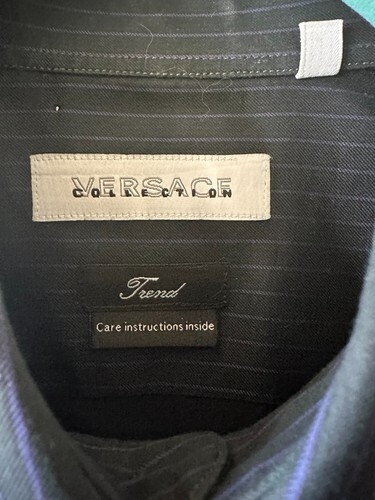 VERSACE
COLLECTION
Trend
Care instructions inside